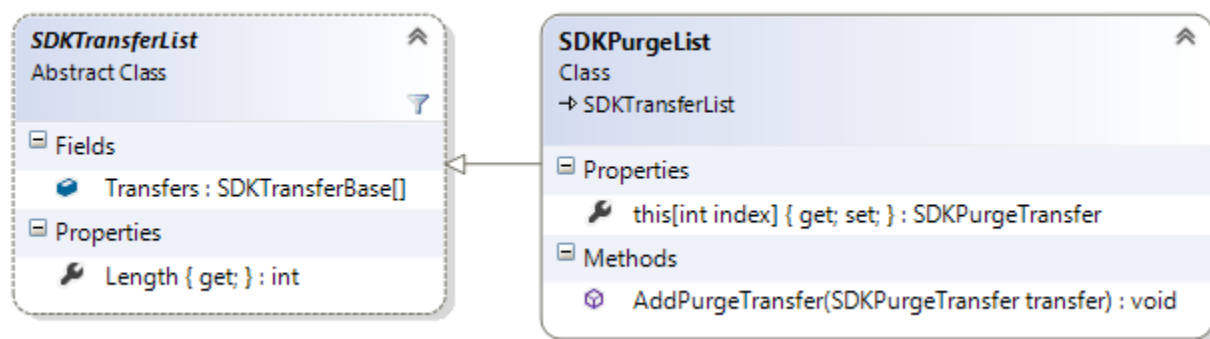 SDKTransferList
Abstract Class
Fields
Transfers : SDKTransferBase[]
Properties
Length { get; } : int
SDKPurgeList
Class
SDKTransferList
Properties
this[int index] { get; set; } : SDKPurgeTransfer
Methods
AddPurgeTransfer(SDKPurgeTransfer transfer) : void